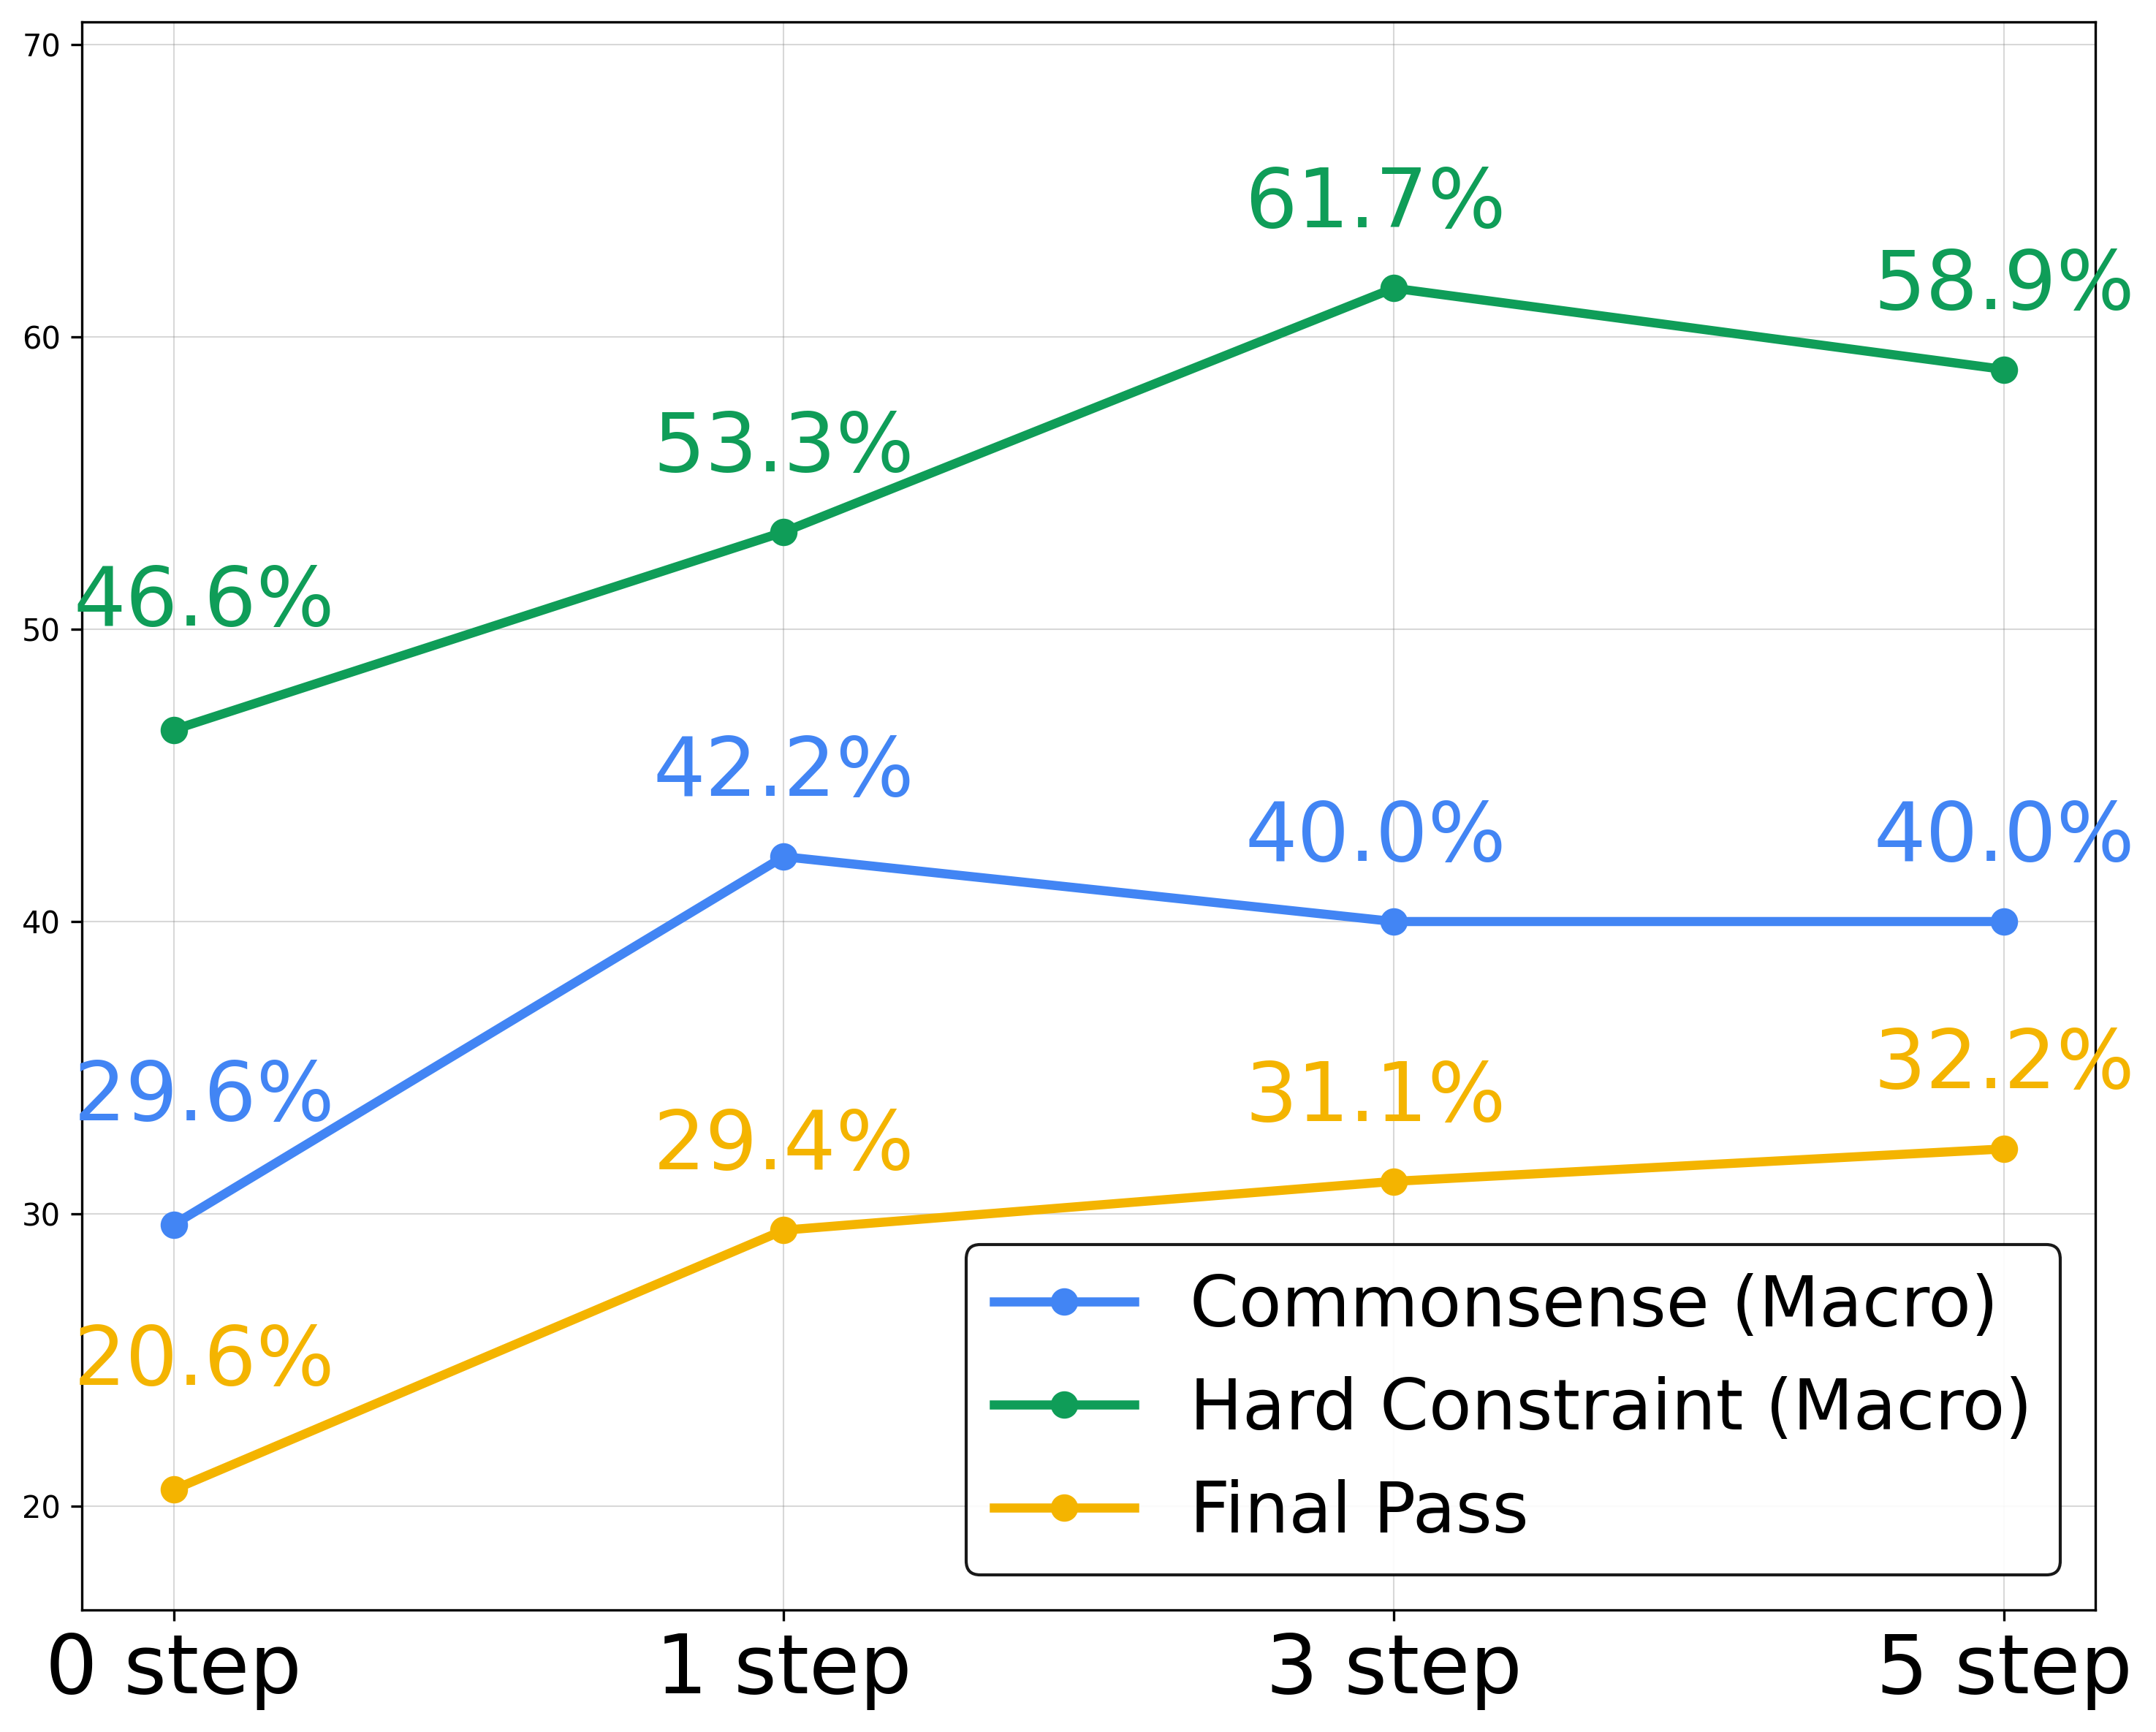 70
61.7%
58.9%
60
53.3%
46.6%
50
42.2%
40.0%
40.0%
40
29.6%
32.2%
31.1%
29.4%
30
20.6%
Commonsense (Macro)
Hard Constraint (Macro)
20
Final Pass
0 step
1 step
3 step
5 step